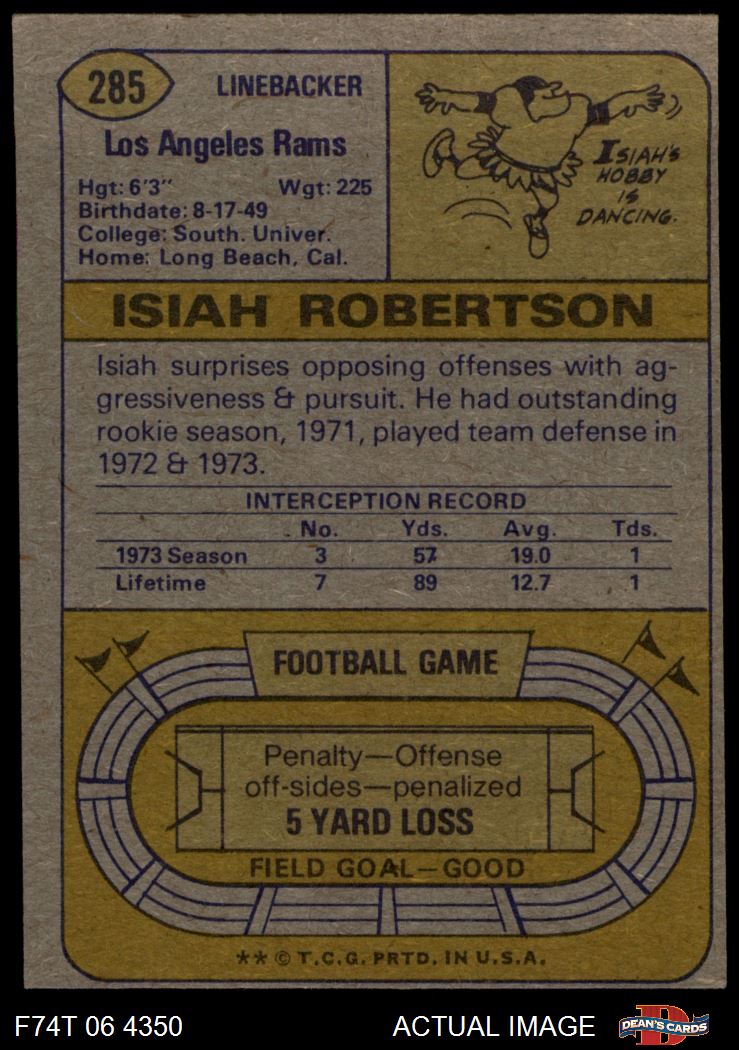 285
LINEBACKER
Los Angeles Rams
Hgt: 6'3" Wgt: 225
Birthdate: 8-17-49
College: South. Univer.
Home: Long Beach, Cal.
ISIAH'S
HOBBY
IS
DANCING.
ISIAH ROBERTSON
Isiah surprises opposing offenses with ag-
gressiveness & pursuit. He had outstanding
rookie season, 1971, played team defense in
1972 & 1973.
INTERCEPTION RECORD
No. Yds. Avg. Tds.
1973 Season 3 57 19.0 1
Lifetime 7 89 12.7 1
FOOTBALL GAME
Penalty—Offense
off-sides—penalized
5 YARD LOSS
FIELD GOAL—GOOD
** © T.C.G. PRTD. IN U.S.A.
F74T 06 4350 ACTUAL IMAGE
D
DEAN'S CARDS